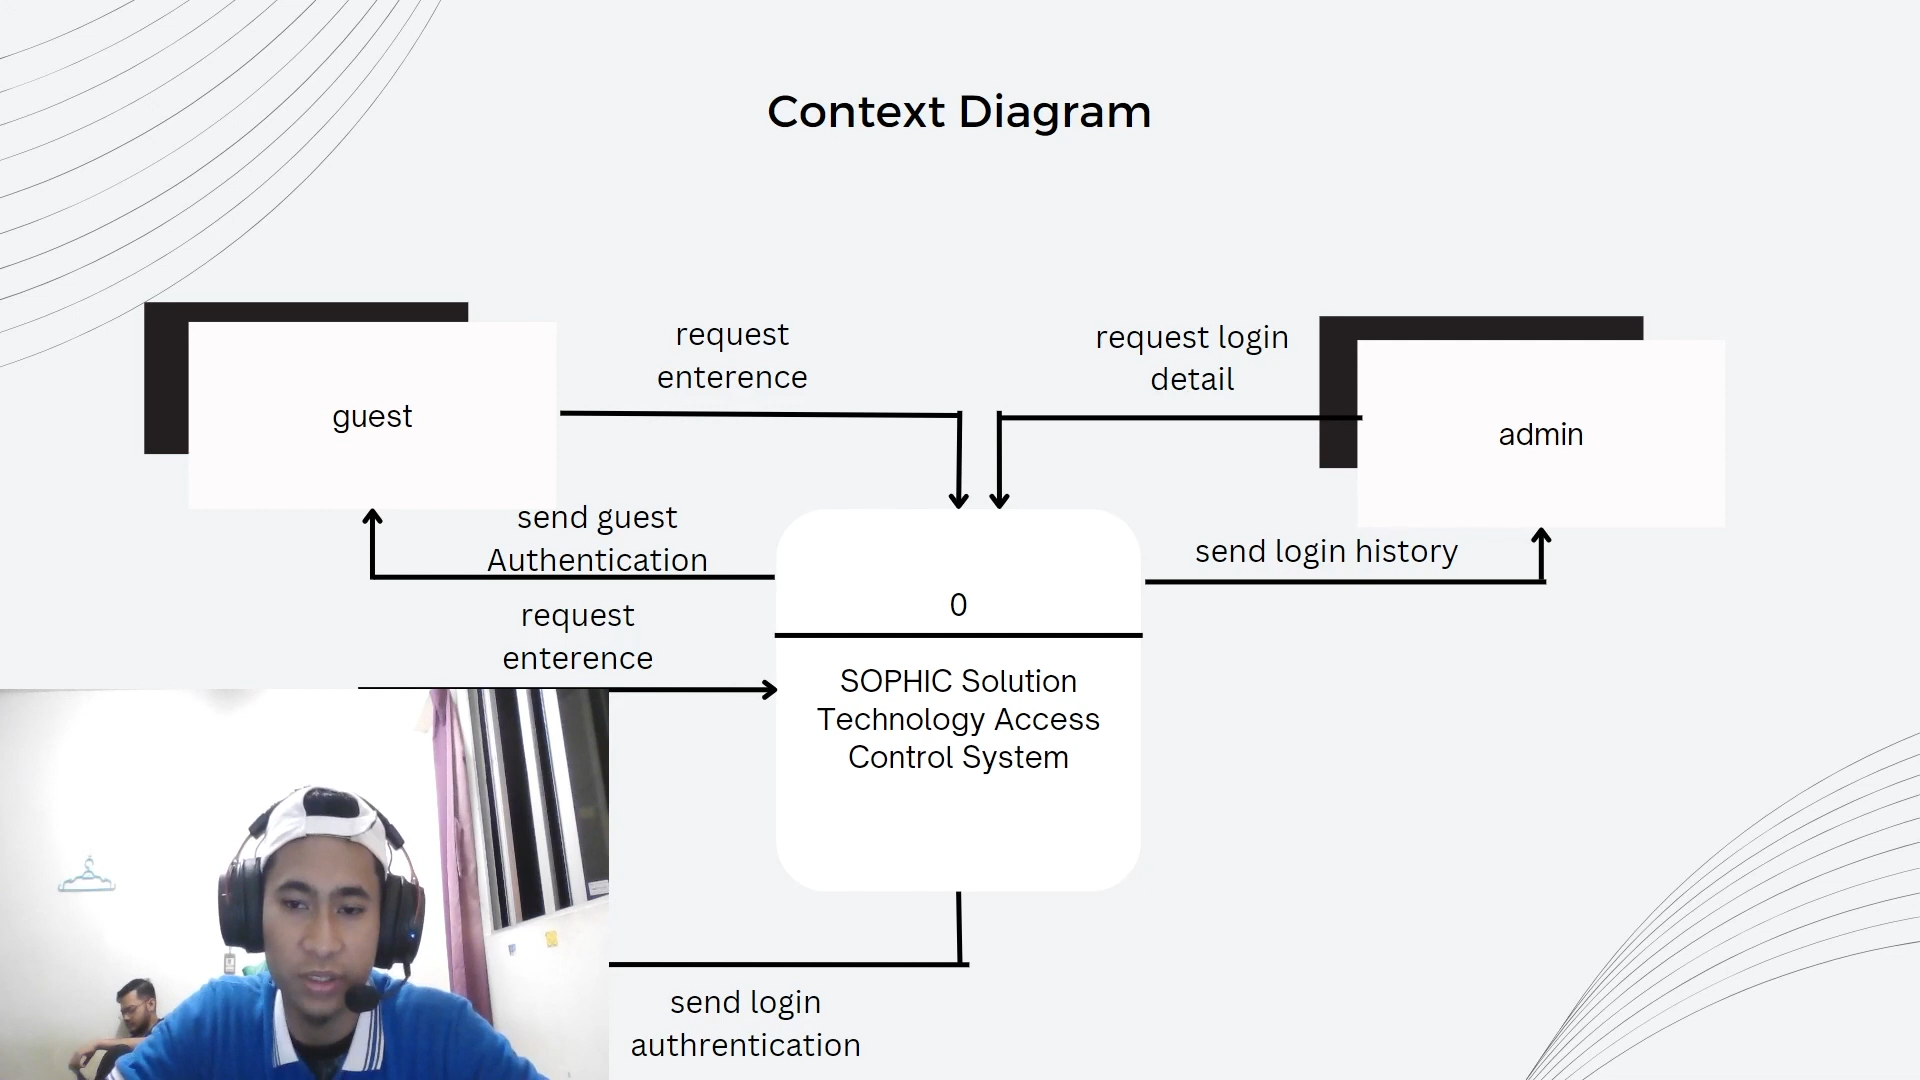 Context Diagram
request
enterence
request login
detail
guest
admin
send guest
Authentication
send login history
0
request
enterence
SOPHIC Solution
Technology Access
Control System
send login
authrentication